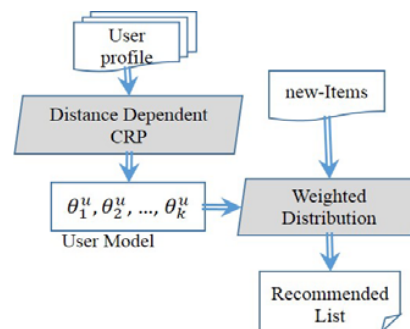 User
profile
new-Items
Distance Dependent
CRP
θ₁ᵘ, θ₂ᵘ, ..., θₖᵘ
User Model
Weighted
Distribution
Recommended
List